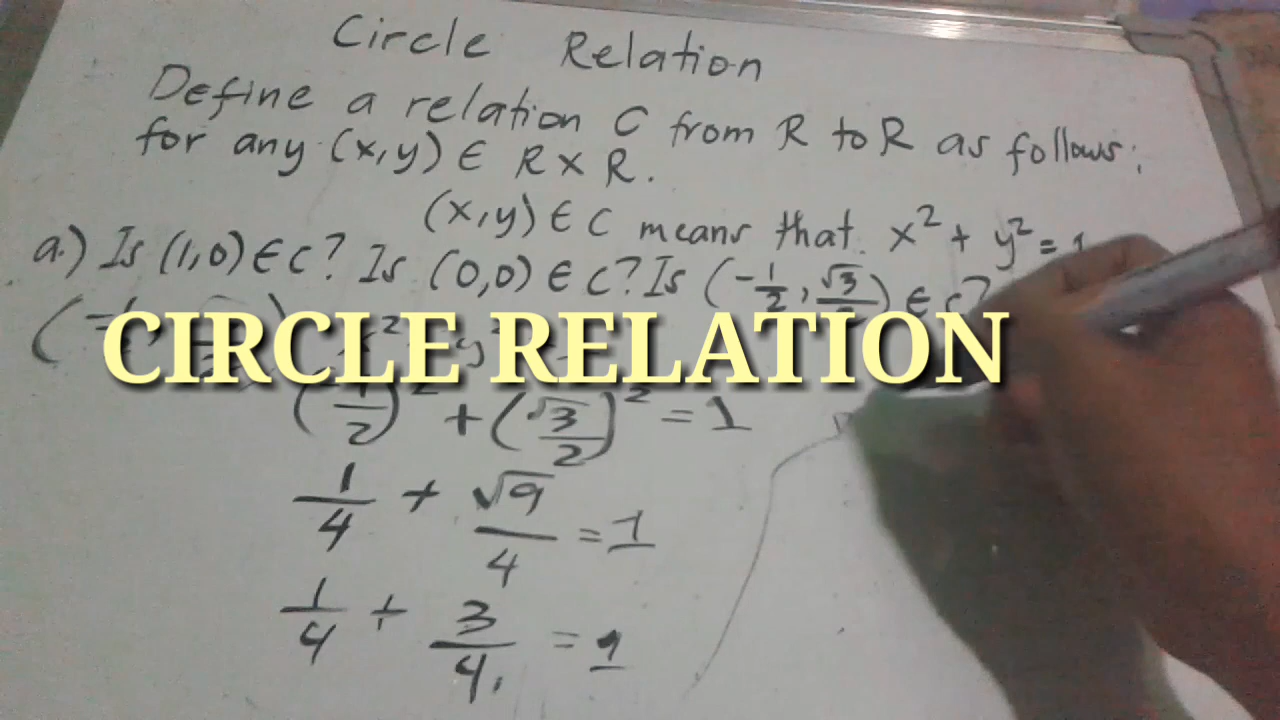 Circle Relation
Define a relation C from R to R as follows:
for any (x,y) ∈ R × R.
(x,y) ∈ C means that x² + y² = 1
a.) Is (1,0) ∈ C? Is (0,0) ∈ C? Is (-1/2, √3/2) ∈ C?
CIRCLE RELATION
(1/2)² + (√3/2)² = 1
1/4 + √9/4 = 1
1/4 + 3/4 = 1